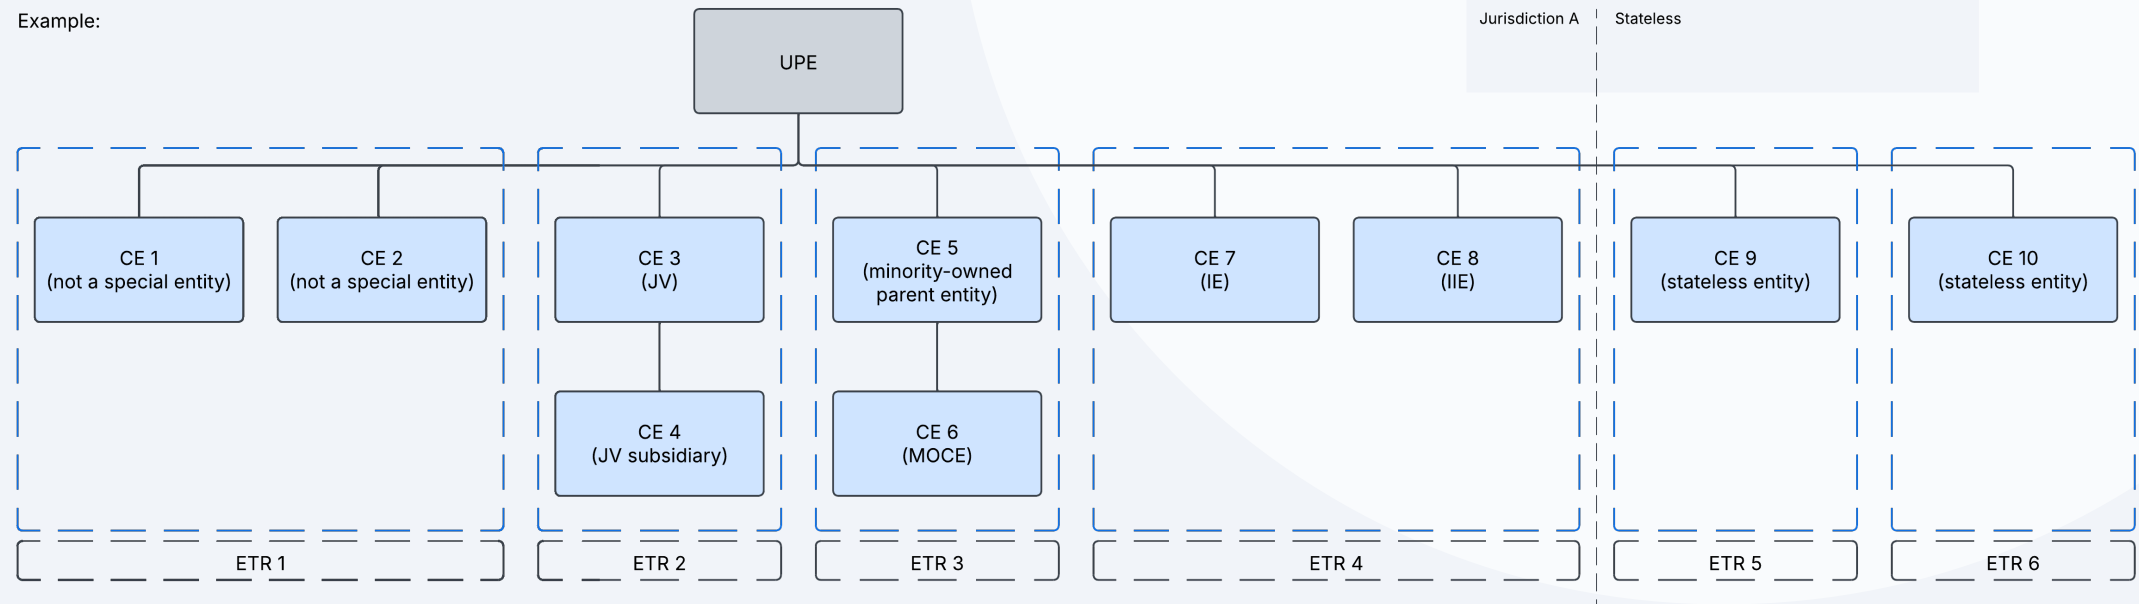 Example:
UPE
Jurisdiction A
Stateless
CE 1
(not a special entity)
CE 2
(not a special entity)
CE 3
(JV)
CE 5
(minority-owned
parent entity)
CE 7
(IE)
CE 8
(IIE)
CE 9
(stateless entity)
CE 10
(stateless entity)
CE 4
(JV subsidiary)
CE 6
(MOCE)
ETR 1
ETR 2
ETR 3
ETR 4
ETR 5
ETR 6